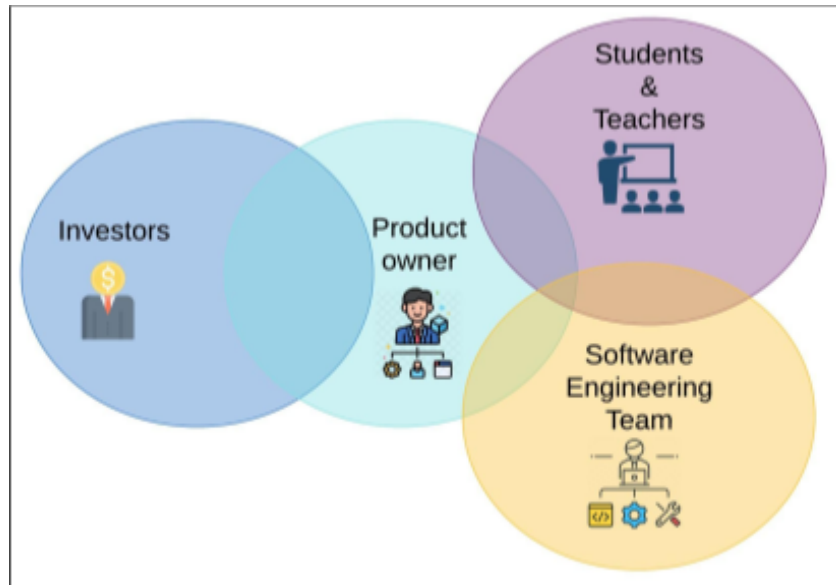 Students
&
Teachers
Investors
Product
owner
Software
Engineering
Team